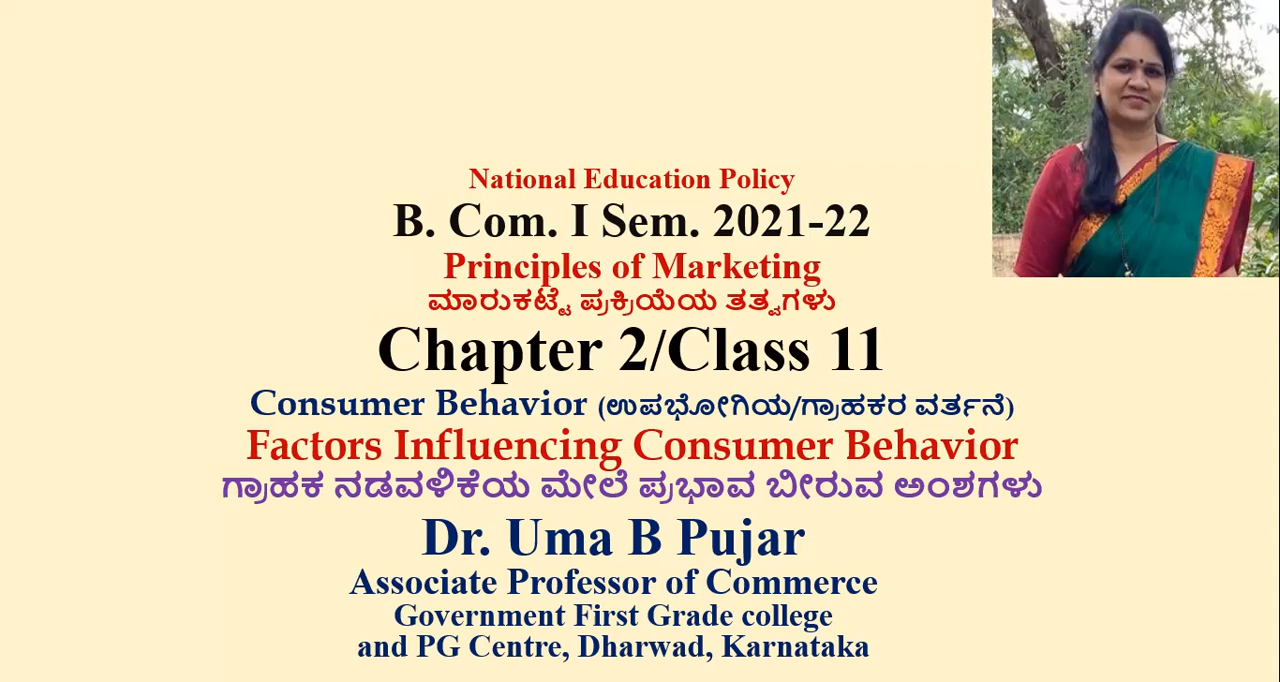 National Education Policy
B. Com. I Sem. 2021-22
Principles of Marketing
ಮಾರುಕಟ್ಟೆ ಪ್ರಕ್ರಿಯೆಯ ತತ್ವಗಳು
Chapter 2/Class 11
Consumer Behavior (ಉಪಭೋಗಿಯ/ಗ್ರಾಹಕರ ವರ್ತನೆ)
Factors Influencing Consumer Behavior
ಗ್ರಾಹಕ ನಡವಳಿಕೆಯ ಮೇಲೆ ಪ್ರಭಾವ ಬೀರುವ ಅಂಶಗಳು
Dr. Uma B Pujar
Associate Professor of Commerce
Government First Grade college
and PG Centre, Dharwad, Karnataka